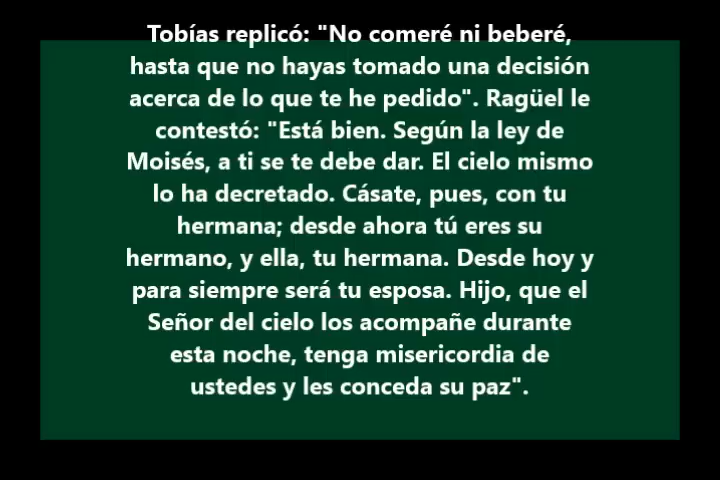 Tobías replicó: "No comeré ni beberé,
hasta que no hayas tomado una decisión
acerca de lo que te he pedido". Ragüel le
contestó: "Está bien. Según la ley de
Moisés, a ti se te debe dar. El cielo mismo
lo ha decretado. Cásate, pues, con tu
hermana; desde ahora tú eres su
hermano, y ella, tu hermana. Desde hoy y
para siempre será tu esposa. Hijo, que el
Señor del cielo los acompañe durante
esta noche, tenga misericordia de
ustedes y les conceda su paz".